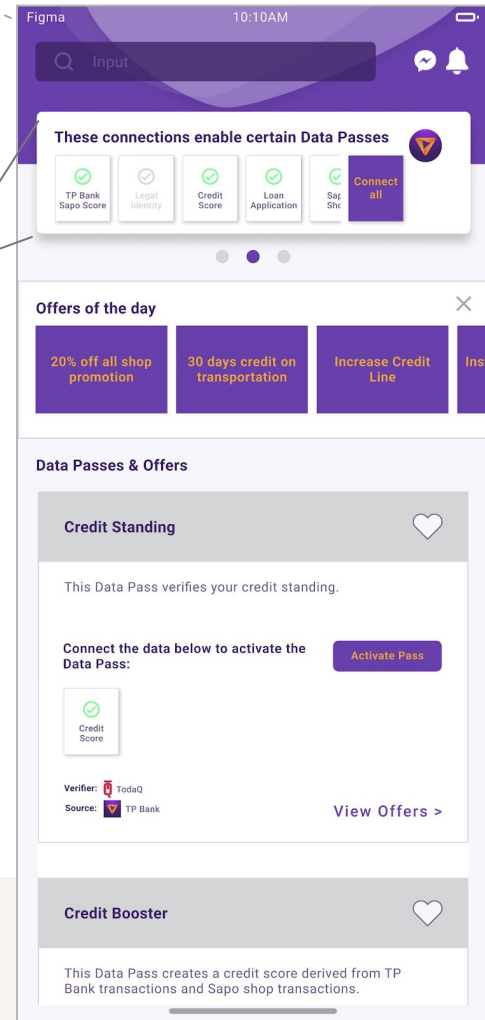 Figma
10:10AM
Input
These connections enable certain Data Passes
TP Bank
Sapo Score
Legal
Identity
Credit
Score
Loan
Application
Sap
Sho
Connect
all
Offers of the day
20% off all shop
promotion
30 days credit on
transportation
Increase Credit
Line
Ins
Data Passes & Offers
Credit Standing
This Data Pass verifies your credit standing.
Connect the data below to activate the
Data Pass:
Activate Pass
Credit
Score
Verifier: TodaQ
Source: TP Bank
View Offers >
Credit Booster
This Data Pass creates a credit score derived from TP
Bank transactions and Sapo shop transactions.